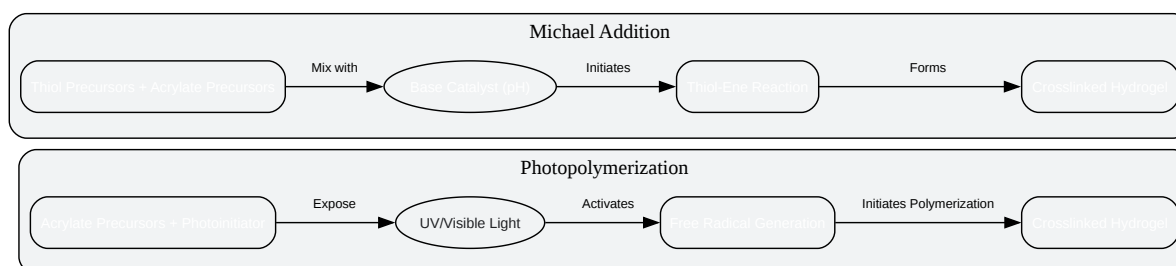 Michael Addition
Thiol Precursors + Acrylate Precursors
Mix with
Base Catalyst (pH)
Initiates
Thiol-Ene Reaction
Forms
Crosslinked Hydrogel
Photopolymerization
Acrylate Precursors + Photoinitiator
Expose
UV/Visible Light
Activates
Free Radical Generation
Initiates Polymerization
Crosslinked Hydrogel